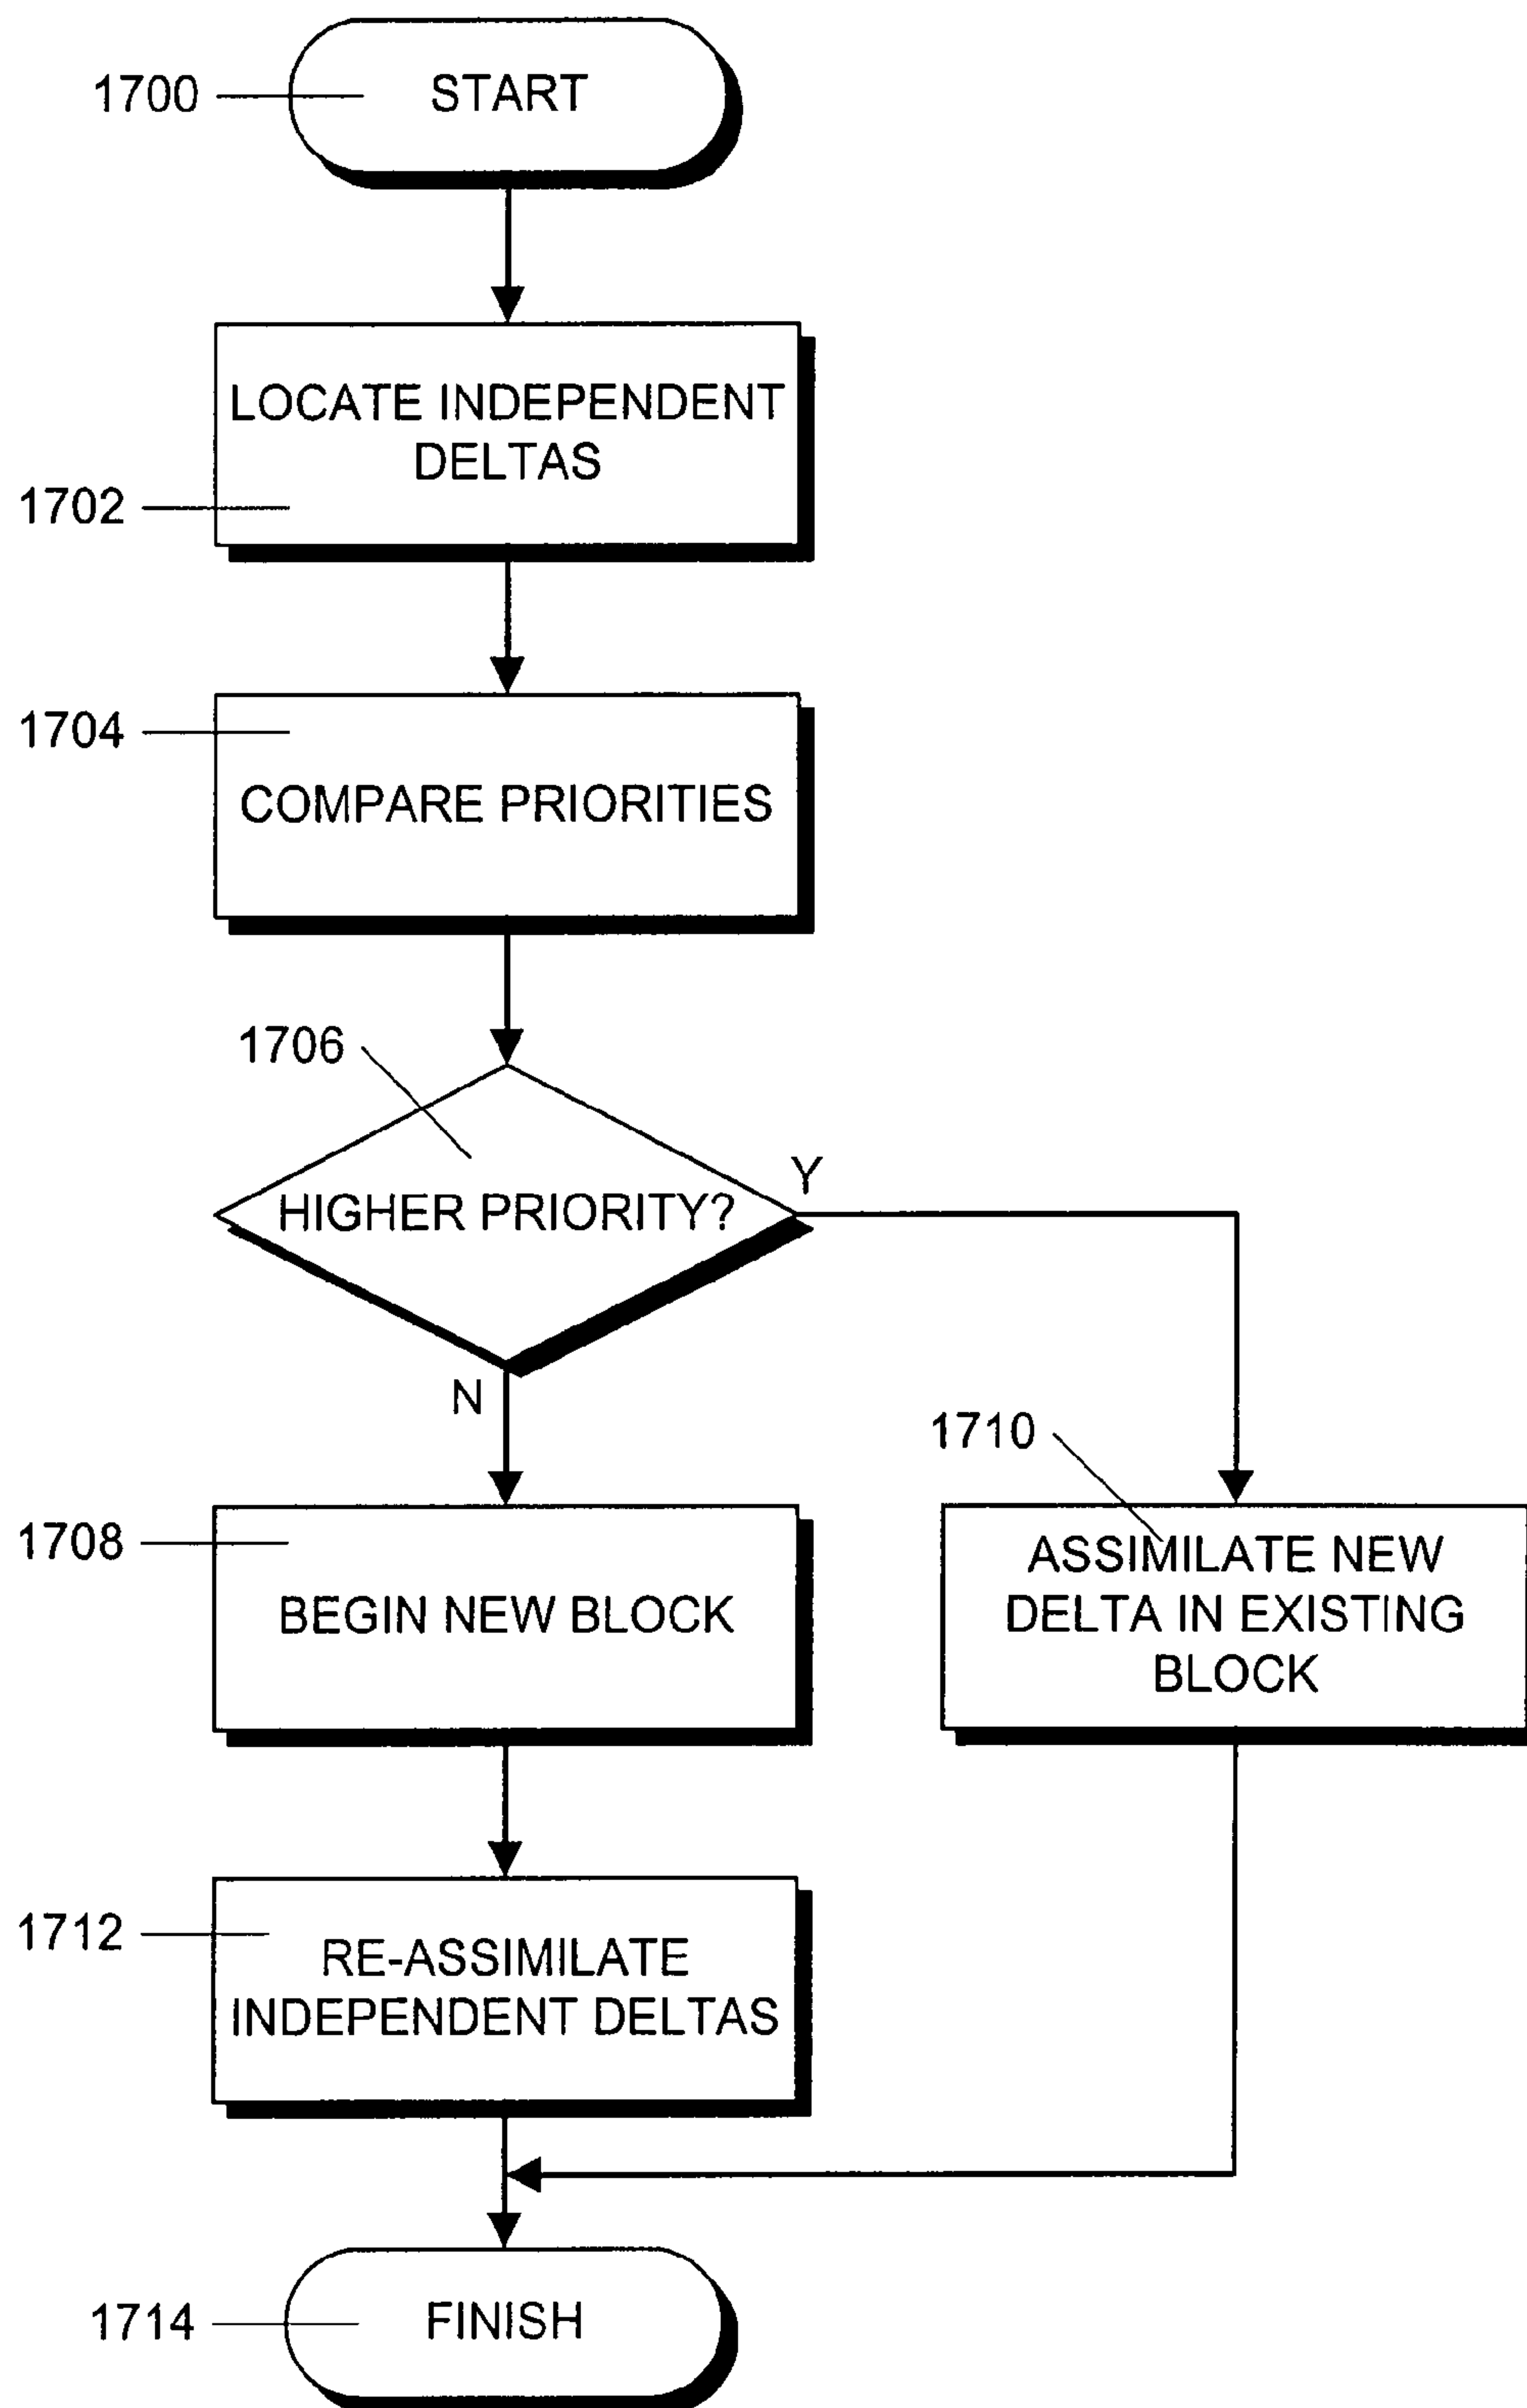 1700
START
LOCATE INDEPENDENT
DELTAS
1702
1704
COMPARE PRIORITIES
1706
HIGHER PRIORITY?
Y
N
1710
1708
BEGIN NEW BLOCK
ASSIMILATE NEW
DELTA IN EXISTING
BLOCK
1712
RE-ASSIMILATE
INDEPENDENT DELTAS
1714
FINISH